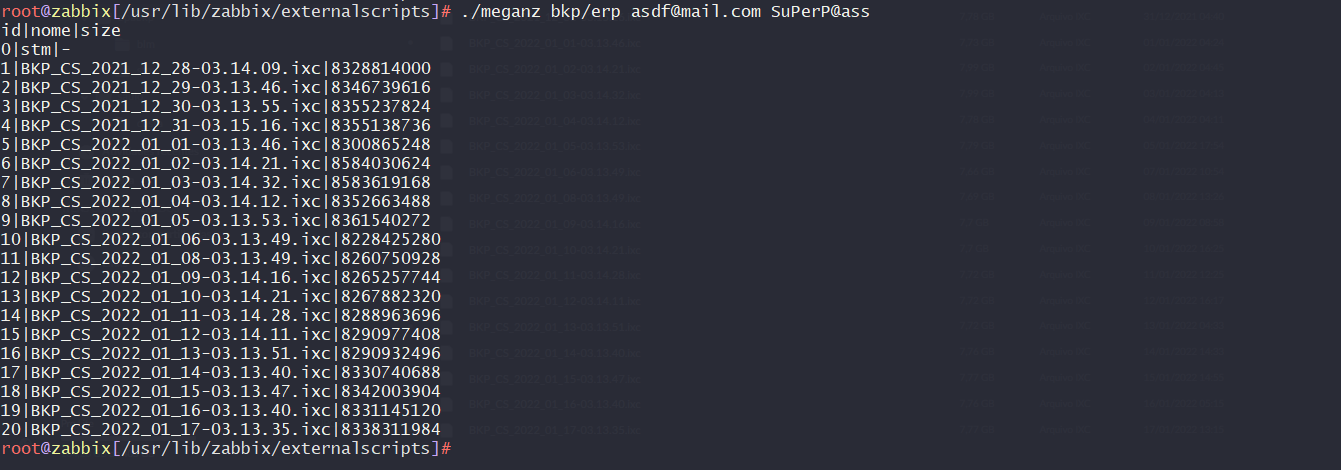 root@zabbix[/usr/lib/zabbix/externalscripts]# ./meganz bkp/erp asdf@mail.com SuPerP@ass
id|nome|size
0|stm|-
1|BKP_CS_2021_12_28-03.14.09.ixc|8328814000
2|BKP_CS_2021_12_29-03.13.46.ixc|8346739616
3|BKP_CS_2021_12_30-03.13.55.ixc|8355237824
4|BKP_CS_2021_12_31-03.15.16.ixc|8355138736
5|BKP_CS_2022_01_01-03.13.46.ixc|8300865248
6|BKP_CS_2022_01_02-03.14.21.ixc|8584030624
7|BKP_CS_2022_01_03-03.14.32.ixc|8583619168
8|BKP_CS_2022_01_04-03.14.12.ixc|8352663488
9|BKP_CS_2022_01_05-03.13.53.ixc|8361540272
10|BKP_CS_2022_01_06-03.13.49.ixc|8228425280
11|BKP_CS_2022_01_08-03.13.49.ixc|8260750928
12|BKP_CS_2022_01_09-03.14.16.ixc|8265257744
13|BKP_CS_2022_01_10-03.14.21.ixc|8267882320
14|BKP_CS_2022_01_11-03.14.28.ixc|8288963696
15|BKP_CS_2022_01_12-03.14.11.ixc|8290977408
16|BKP_CS_2022_01_13-03.13.51.ixc|8290932496
17|BKP_CS_2022_01_14-03.13.40.ixc|8330740688
18|BKP_CS_2022_01_15-03.13.47.ixc|8342003904
19|BKP_CS_2022_01_16-03.13.40.ixc|8331145120
20|BKP_CS_2022_01_17-03.13.35.ixc|8338311984
root@zabbix[/usr/lib/zabbix/externalscripts]#